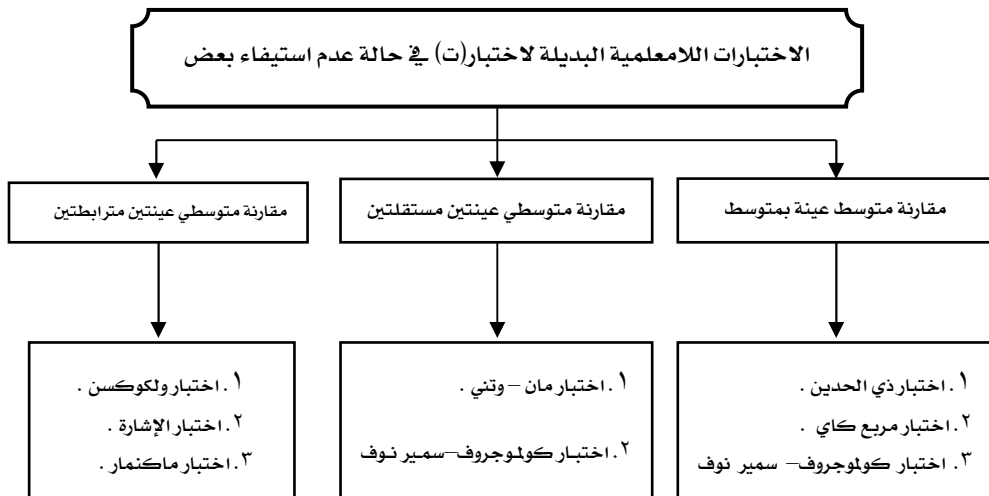 الاختبارات اللامعلمية البديلة لاختبار(ت) في حالة عدم استيفاء بعض
مقارنة متوسط عينة بمتوسط
مقارنة متوسطي عينتين مستقلتين
مقارنة متوسطي عينتين مترابطتين
١. اختبار ذي الحدين .
٢. اختبار مربع كاي .
٣. اختبار كولموجروف– سمير نوف
١. اختبار مان – وتني .
٢. اختبار كولموجروف–سمير نوف
١. اختبار ولكوكسن .
٢. اختبار الإشارة .
٣. اختبار ماكنمار .